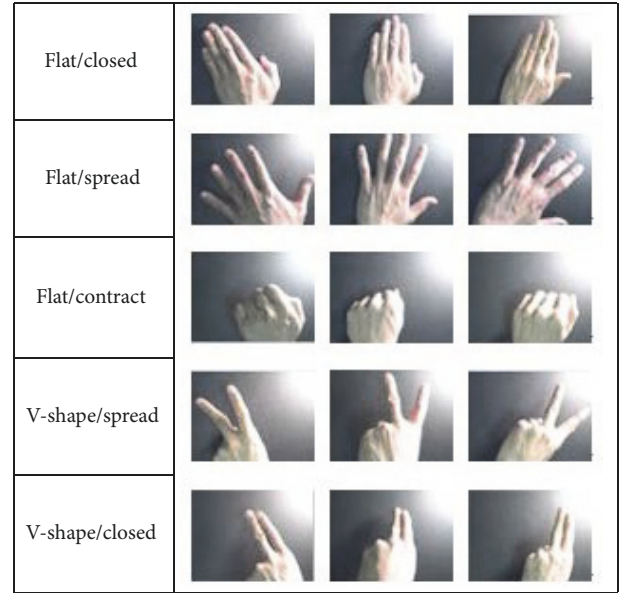 Flat/closed
Flat/spread
Flat/contract
V-shape/spread
V-shape/closed